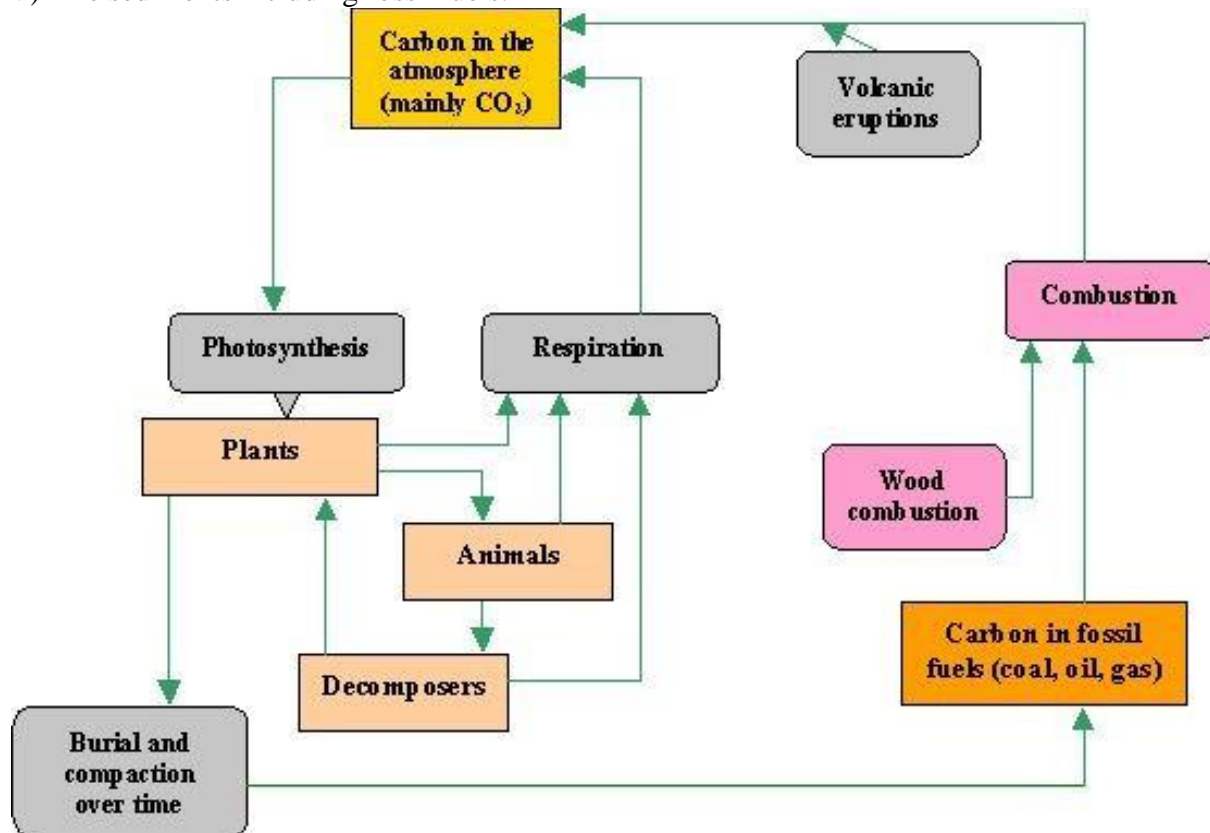 Carbon in the
atmosphere
(mainly CO₂)
Volcanic
eruptions
Combustion
Photosynthesis
Respiration
Plants
Wood
combustion
Animals
Carbon in fossil
fuels (coal, oil, gas)
Decomposers
Burial and
compaction
over time